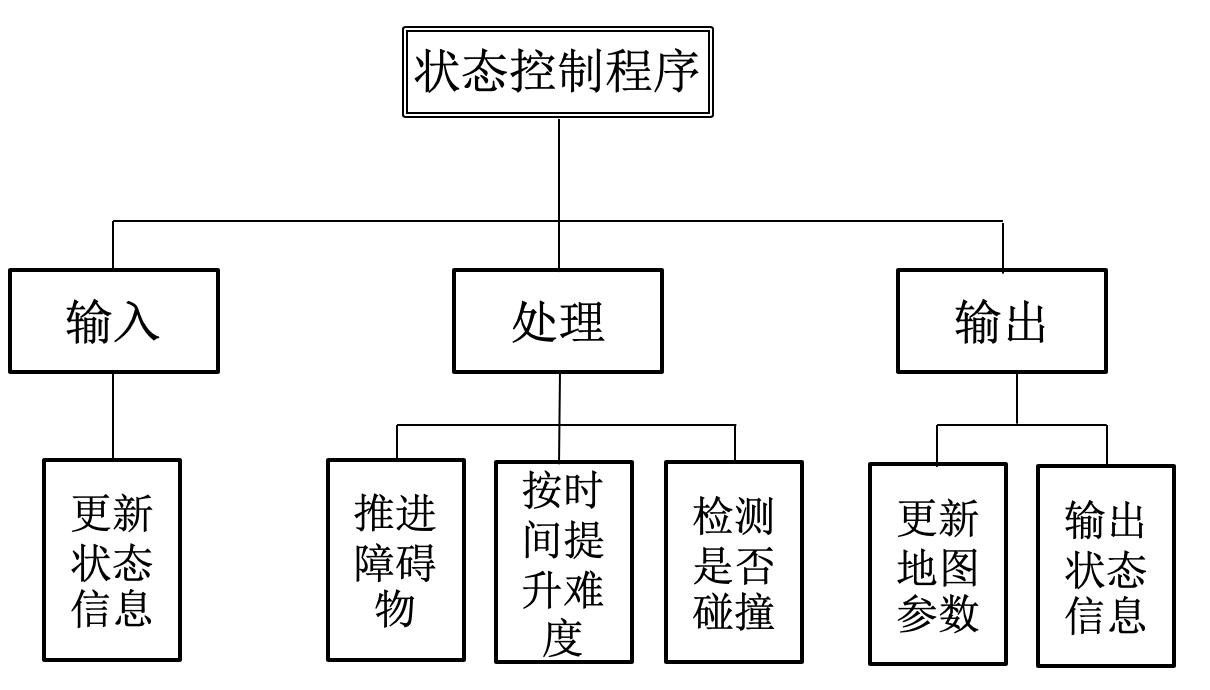 状态控制程序
输入
处理
输出
更新
状态
信息
推进
障碍
物
按时
间提
升难
度
检测
是否
碰撞
更新
地图
参数
输出
状态
信息